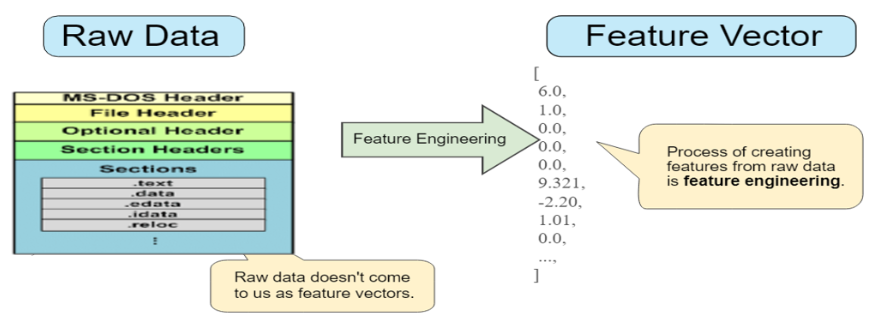 Raw Data
Feature Vector
MS-DOS Header
File Header
Optional Header
Section Headers
Sections
.text
.data
.edata
.idata
.reloc
⋮
Raw data doesn't come
to us as feature vectors.
Feature Engineering
[
6.0,
1.0,
0.0,
0.0,
0.0,
9.321,
-2.20,
1.01,
0.0,
...,
]
Process of creating
features from raw data
is feature engineering.